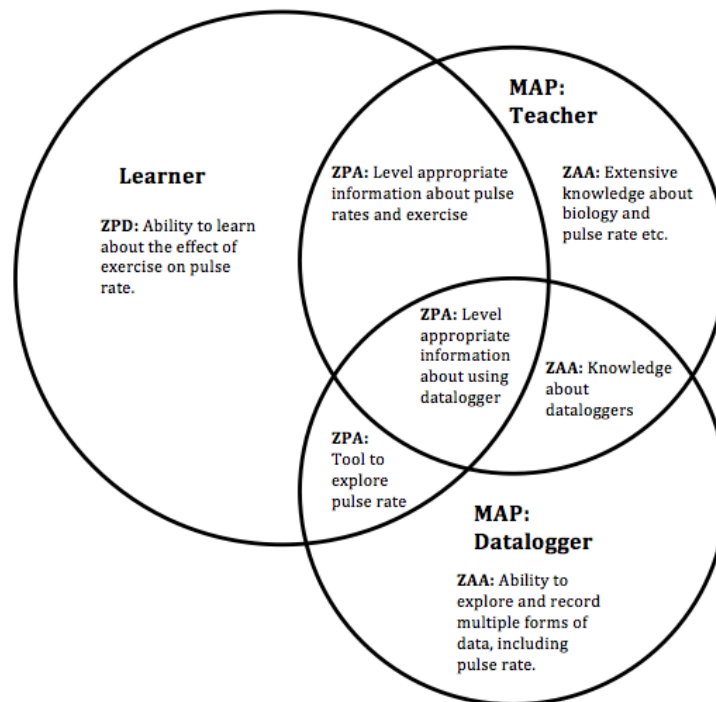 MAP:
Teacher
Learner
ZPD: Ability to learn
about the effect of
exercise on pulse
rate.
ZPA: Level appropriate
information about pulse
rates and exercise
ZAA: Extensive
knowledge about
biology and
pulse rate etc.
ZPA: Level
appropriate
information
about using
datalogger
ZAA: Knowledge
about
dataloggers
ZPA:
Tool to
explore
pulse rate
MAP:
Datalogger
ZAA: Ability to
explore and record
multiple forms of
data, including
pulse rate.